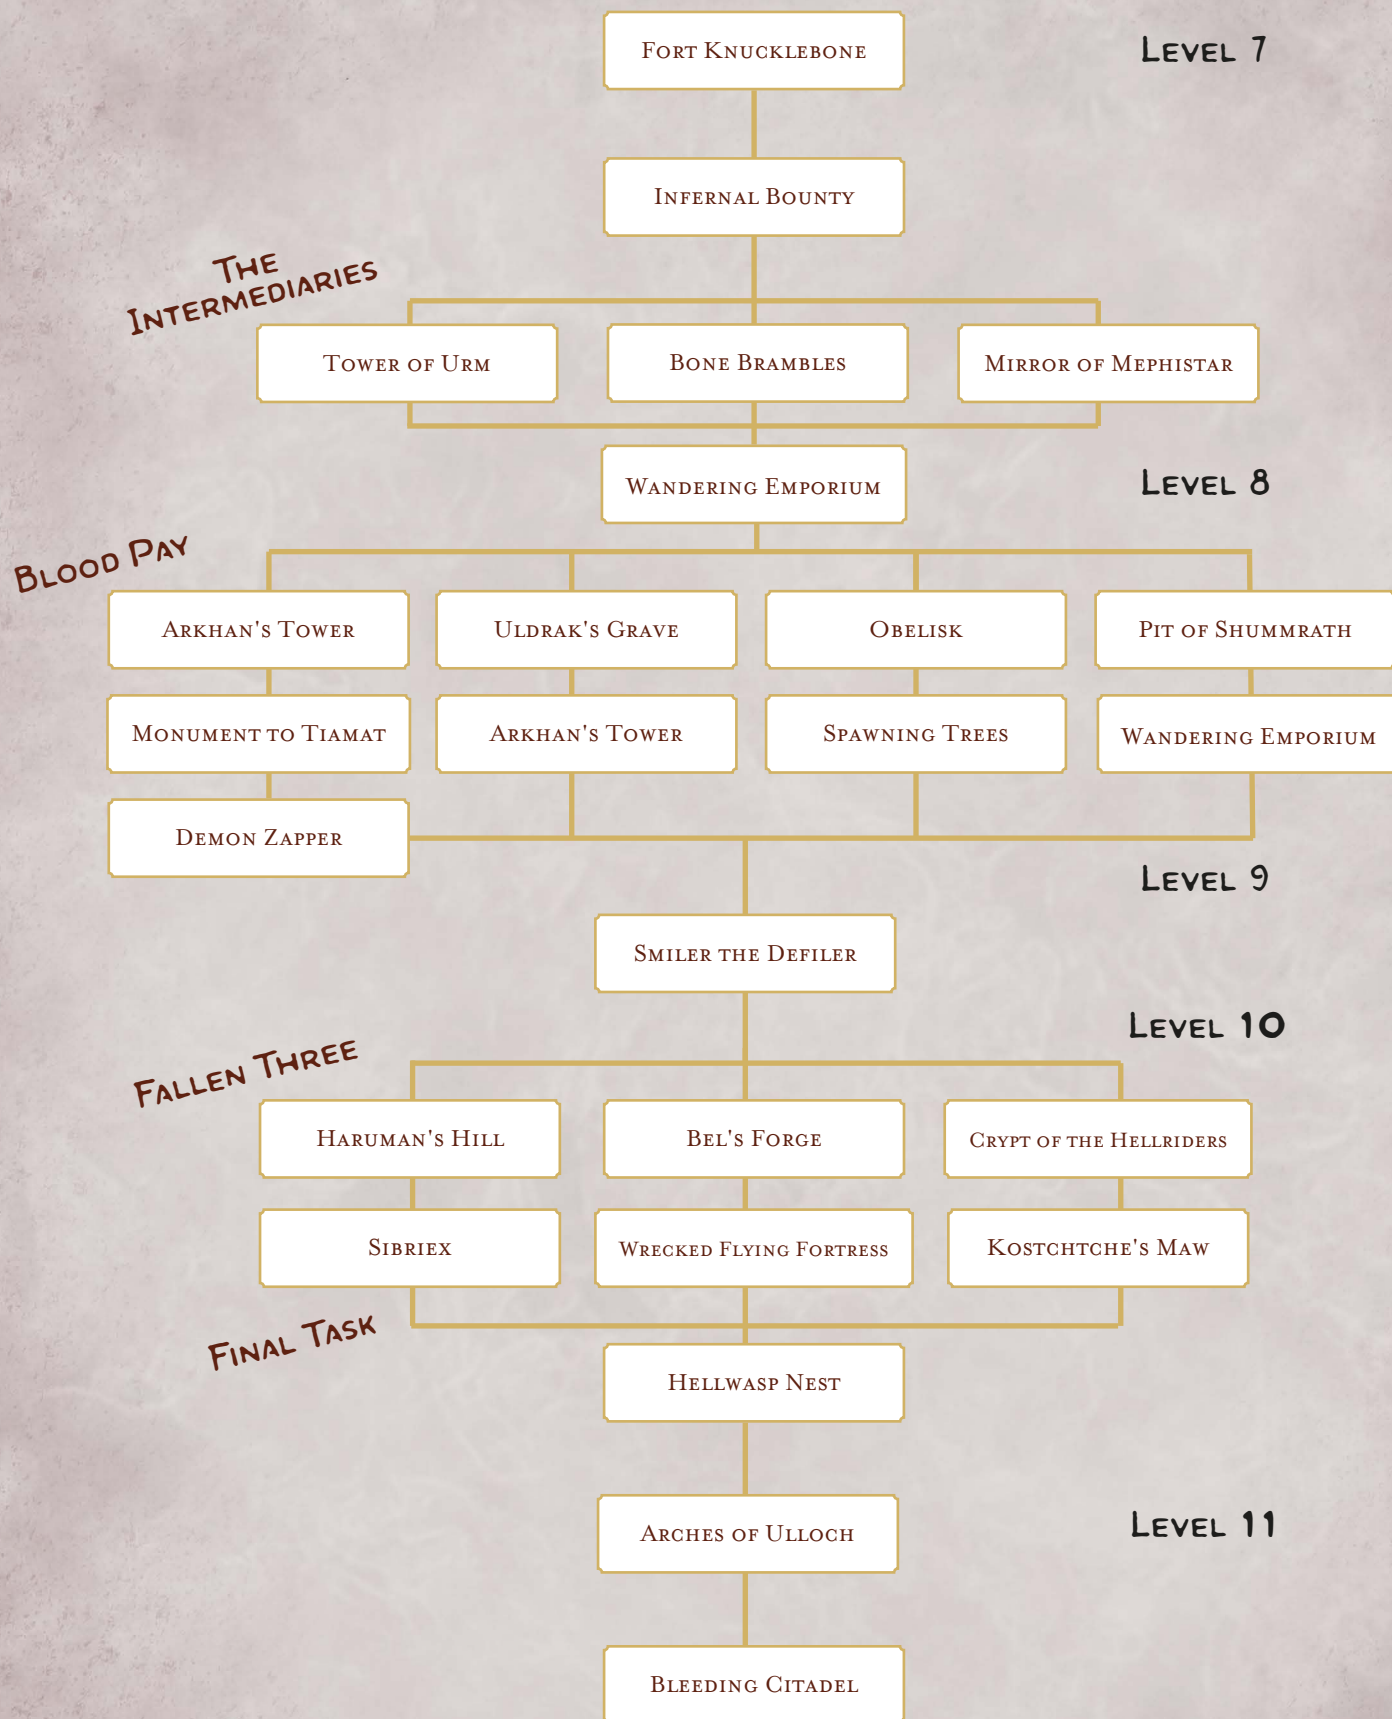 Fort Knucklebone
Level 7
Infernal Bounty
The
Intermediaries
Tower of Urm
Bone Brambles
Mirror of Mephistar
Wandering Emporium
Level 8
Blood Pay
Arkhan's Tower
Uldrak's Grave
Obelisk
Pit of Shummrath
Monument to Tiamat
Arkhan's Tower
Spawning Trees
Wandering Emporium
Demon Zapper
Level 9
Smiler the Defiler
Level 10
Fallen Three
Haruman's Hill
Bel's Forge
Crypt of the Hellriders
Sibriex
Wrecked Flying Fortress
Kostchtche's Maw
Final Task
Hellwasp Nest
Arches of Ulloch
Level 11
Bleeding Citadel